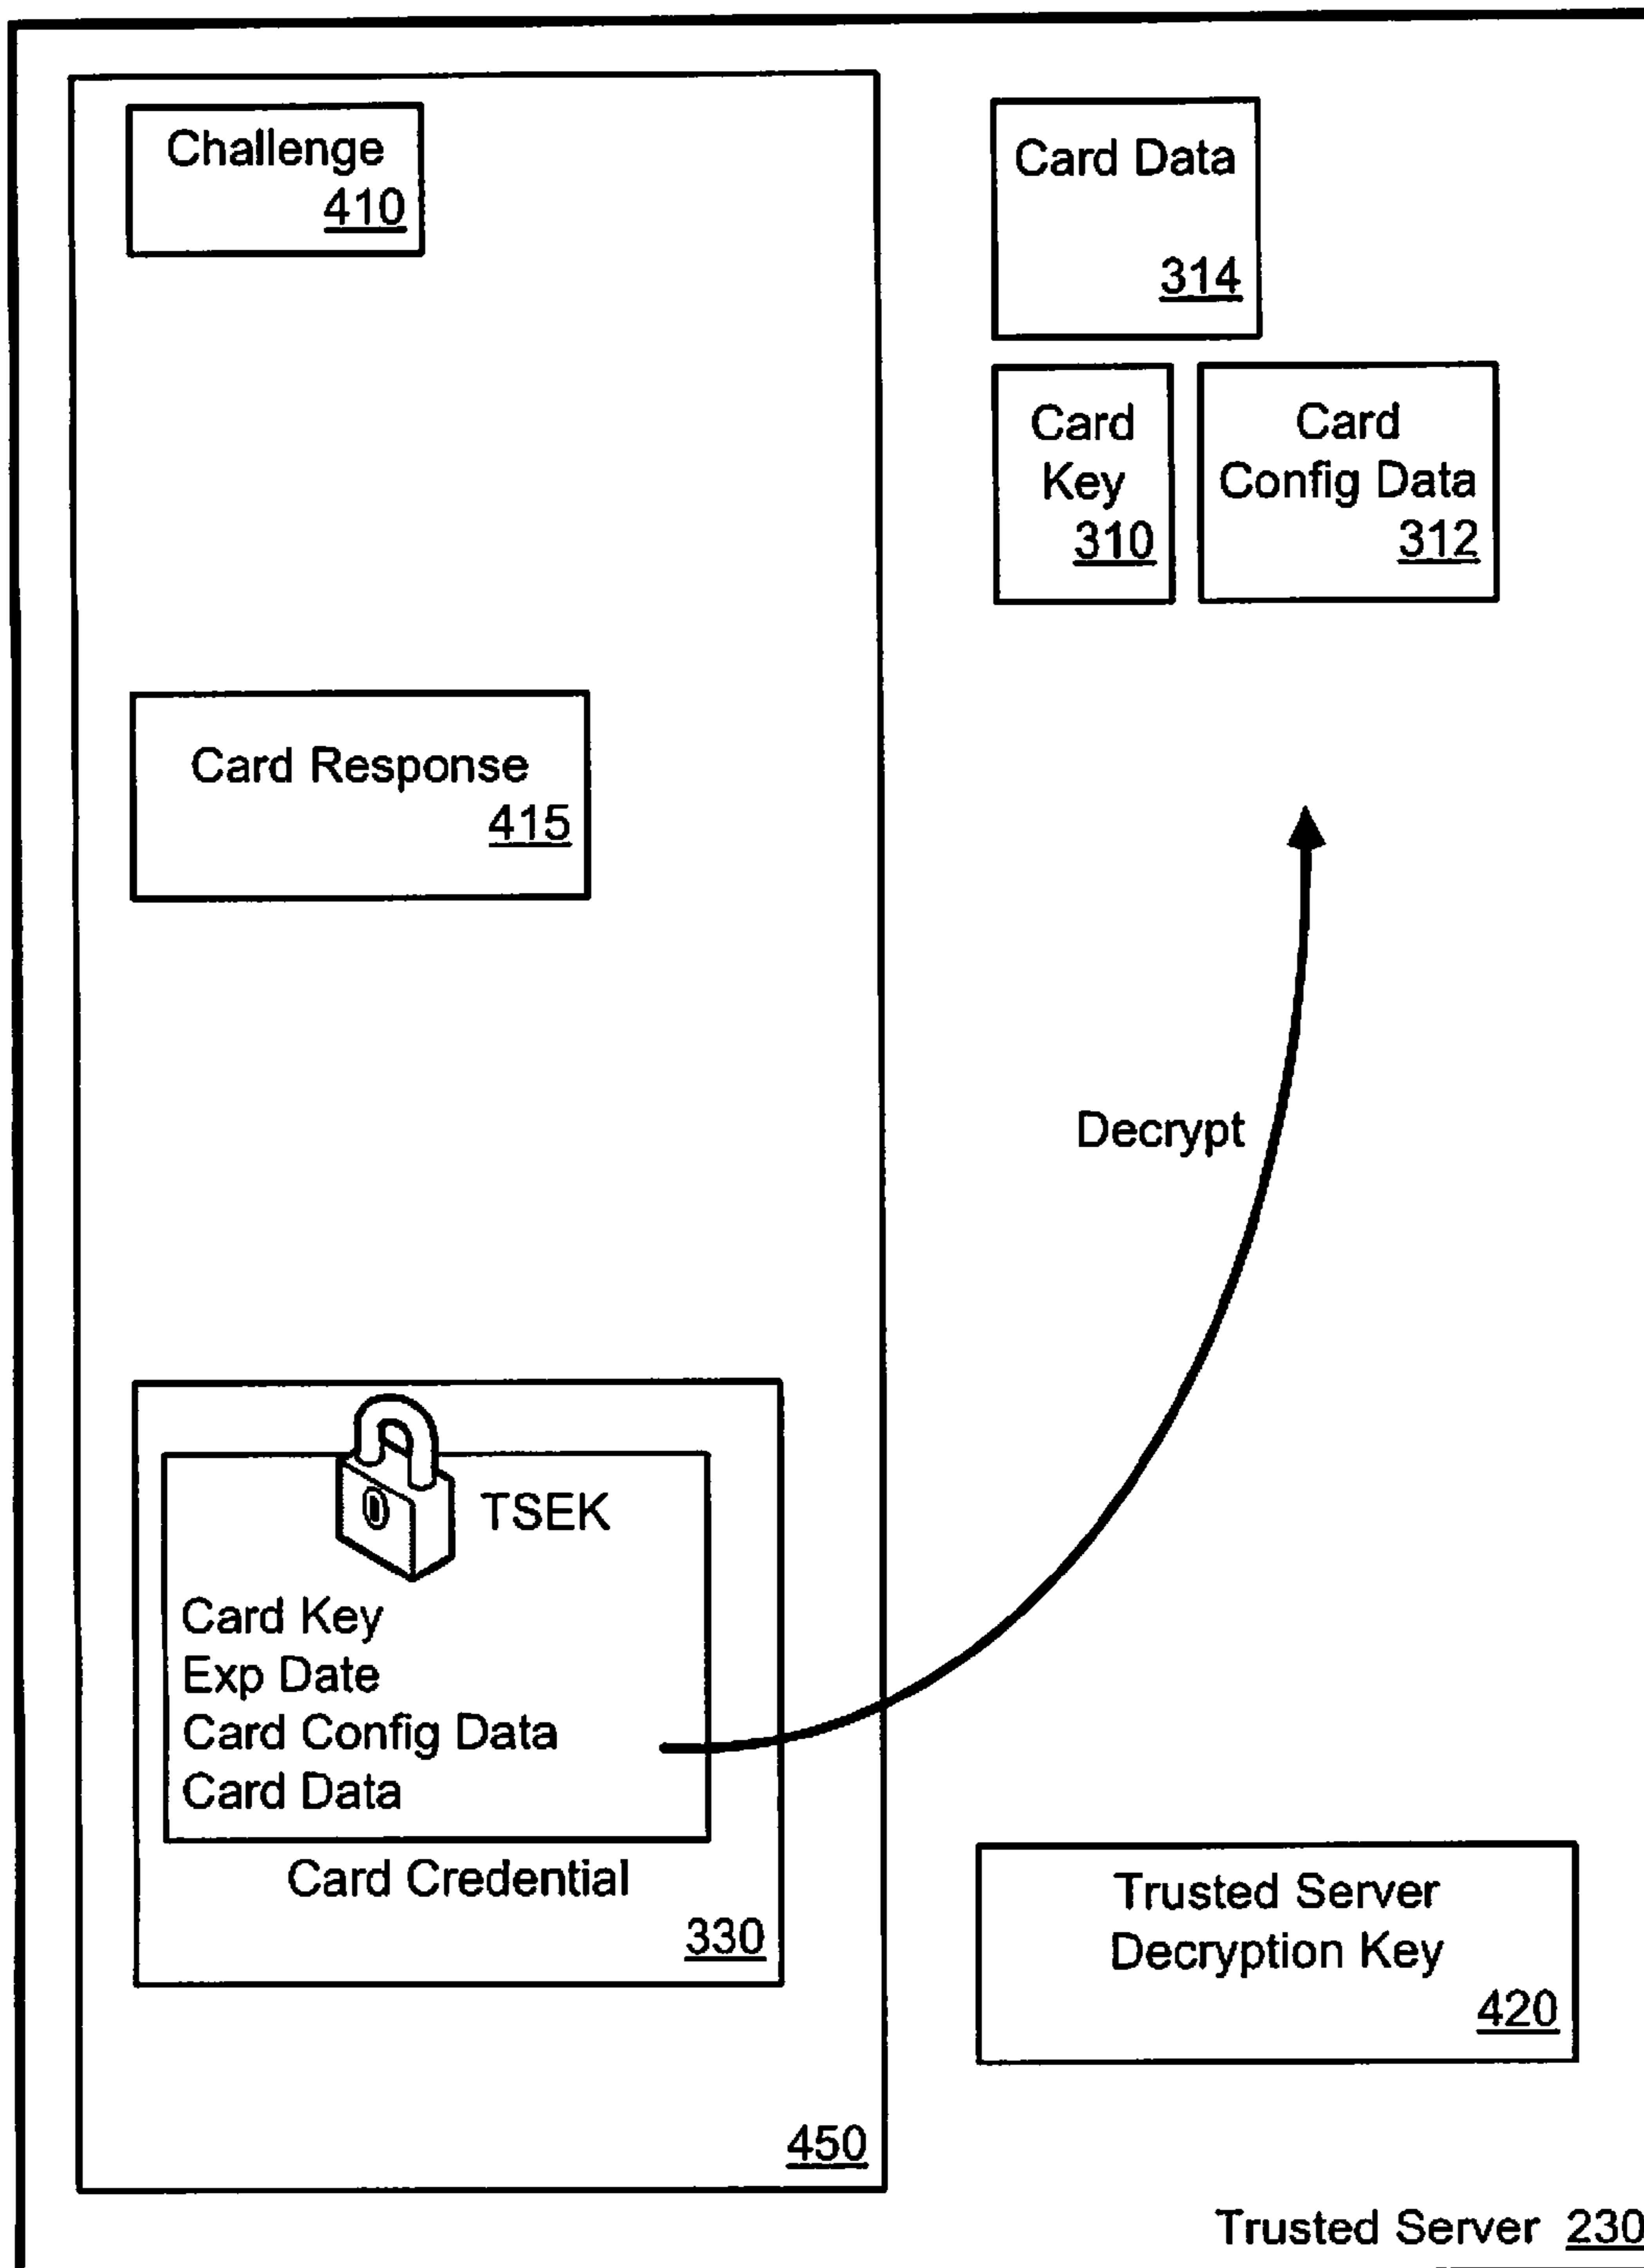 Challenge
410
Card Data
314
Card
Key
310
Card
Config Data
312
Card Response
415
Decrypt
TSEK
Card Key
Exp Date
Card Config Data
Card Data
Card Credential
330
Trusted Server
Decryption Key
420
450
Trusted Server 230